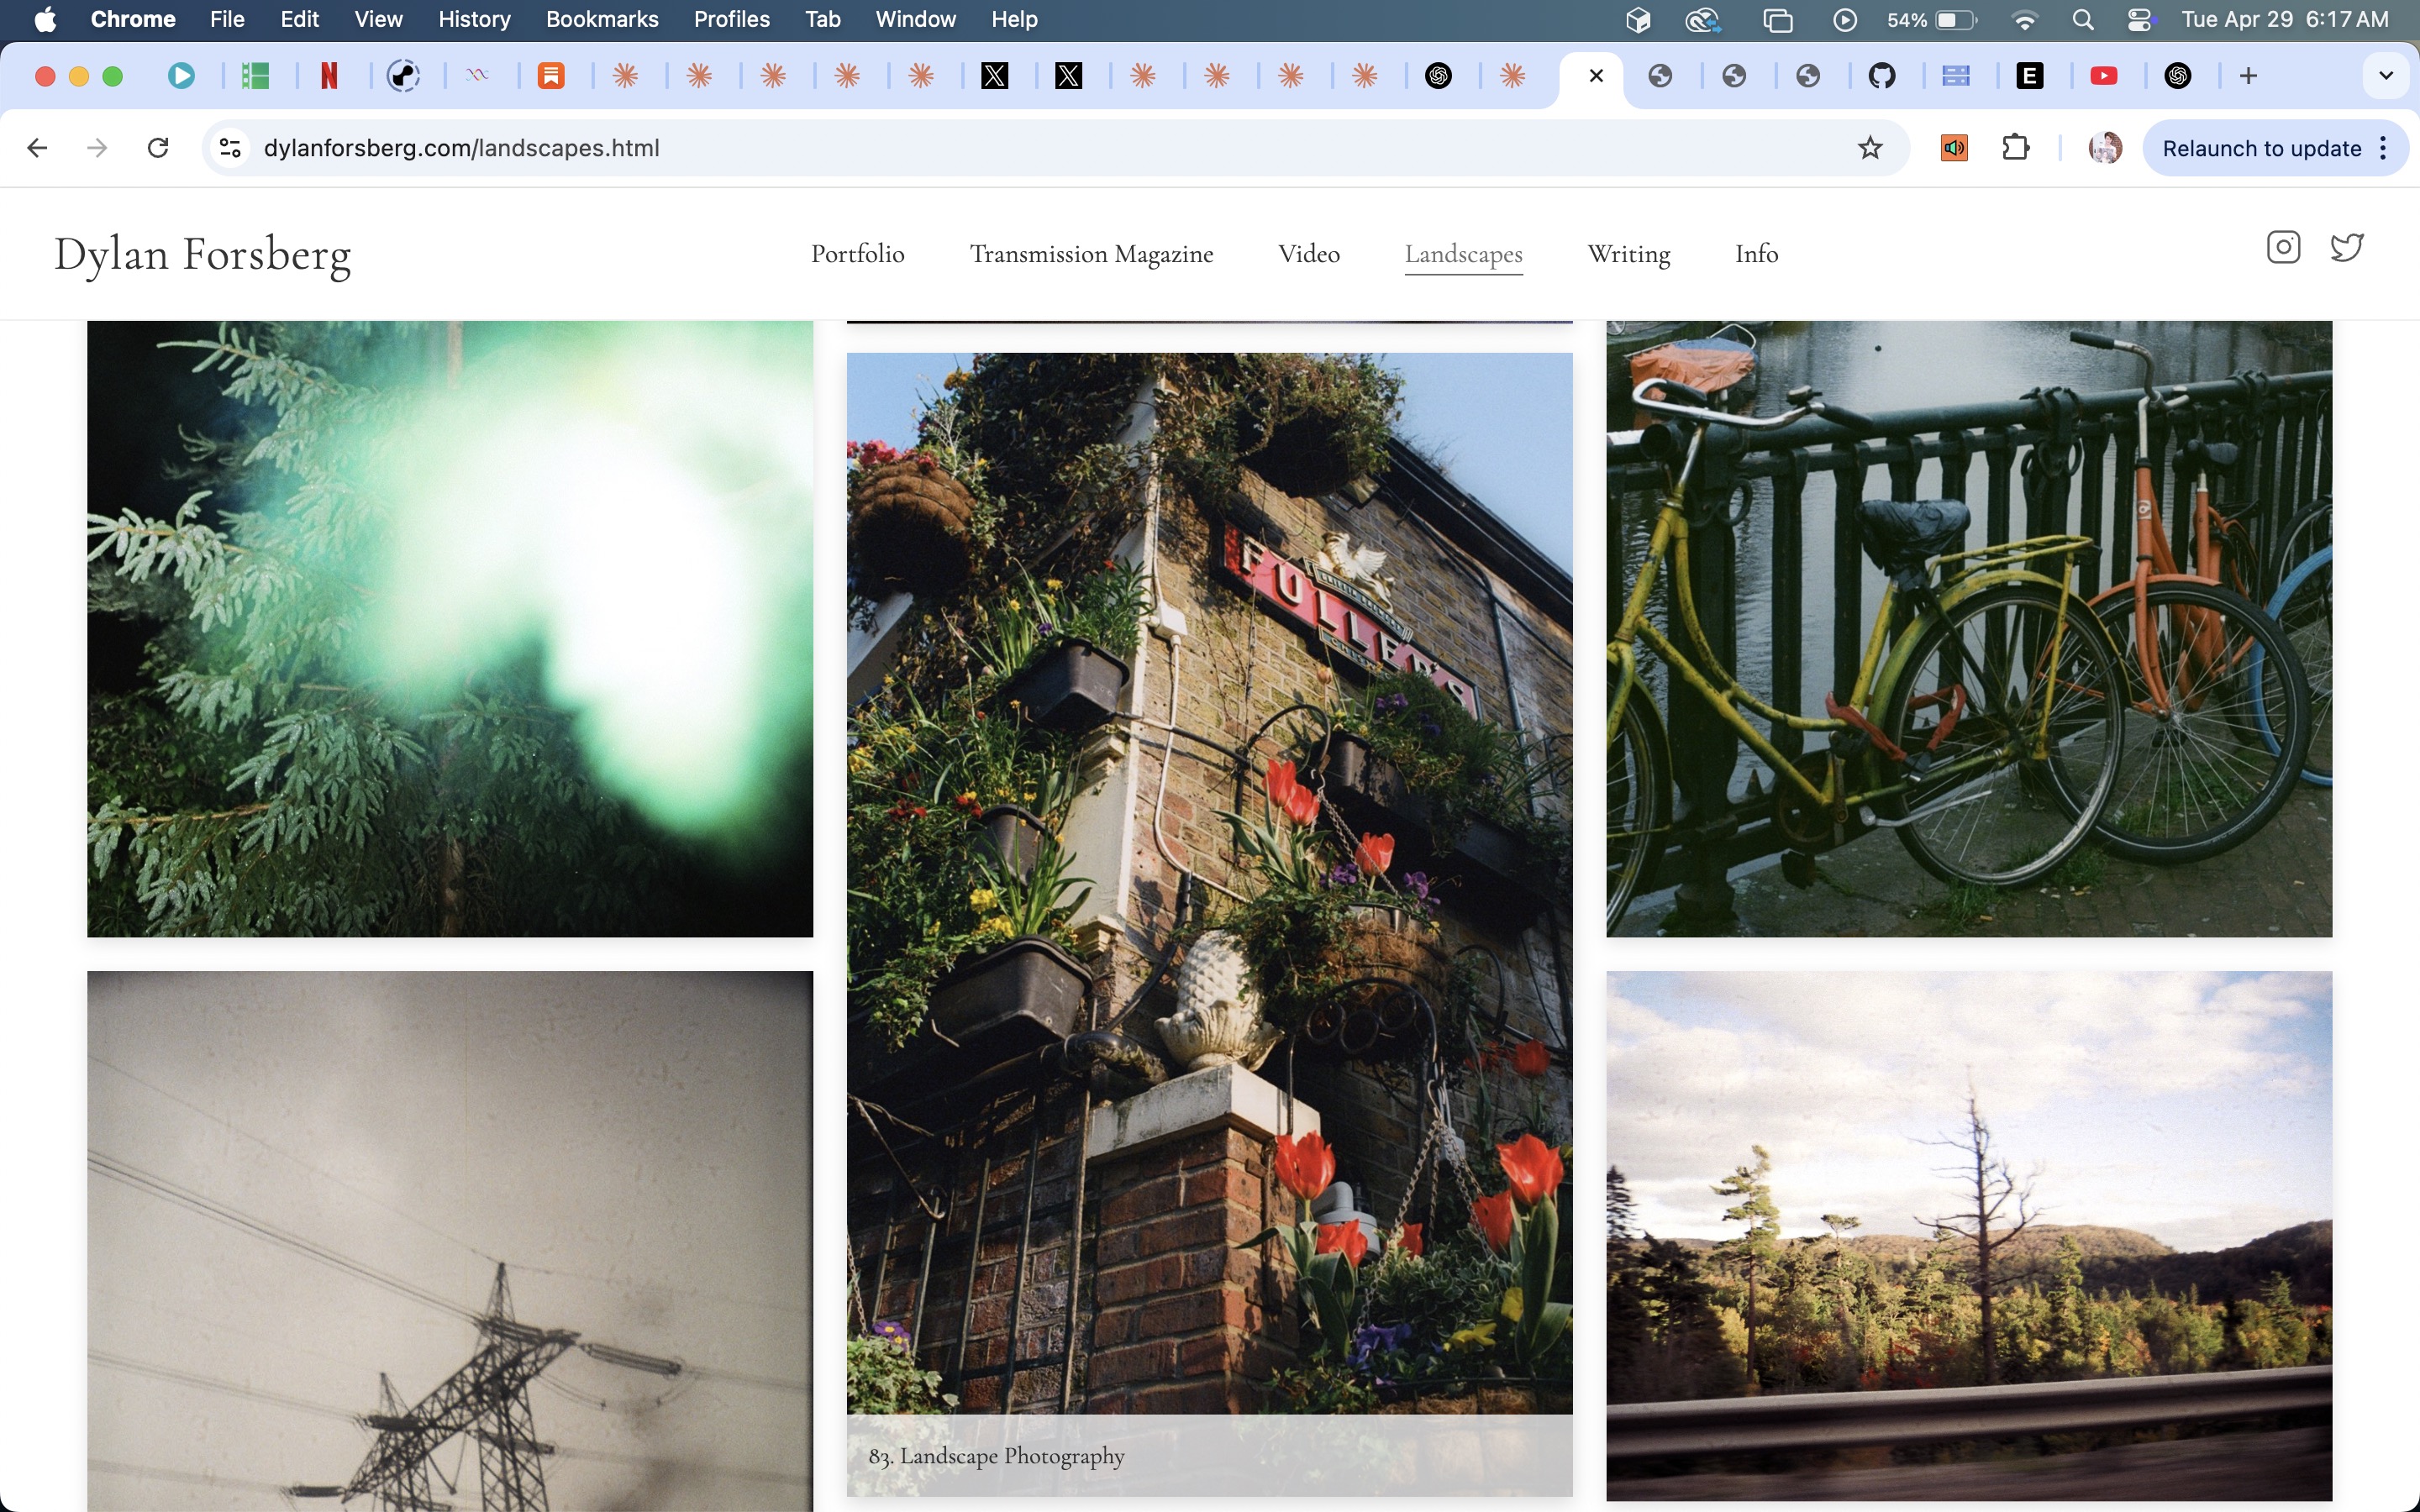 Chrome File Edit View History Bookmarks Profiles Tab Window Help 54% Tue Apr 29 6:17 AM
dylanforsberg.com/landscapes.html Relaunch to update
Dylan Forsberg Portfolio Transmission Magazine Video Landscapes Writing Info
FULLER'S
83. Landscape Photography